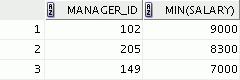 MANAGER_ID MIN(SALARY)
1 102 9000
2 205 8300
3 149 7000